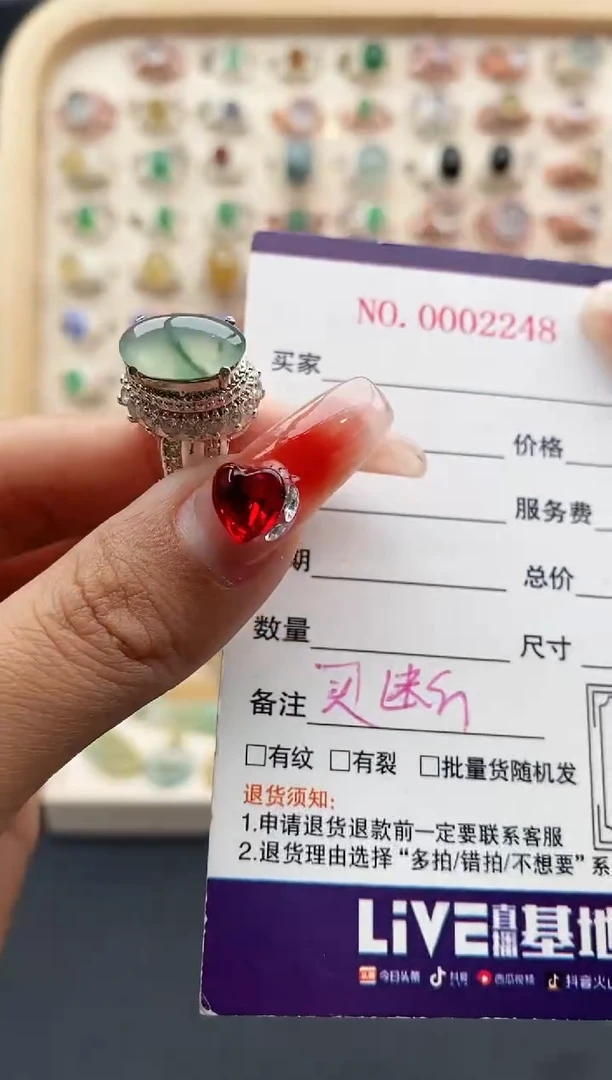 NO. 0002248
买家
价格
服务费
期
总价
数量
尺寸
备注 买断
□有纹 □有裂 □批量货随机发
退货须知:
1.申请退货退款前一定要联系客服
2.退货理由选择“多拍/错拍/不想要”系
LiVE直播基地
今日头条 抖音 西瓜视频 抖音火山